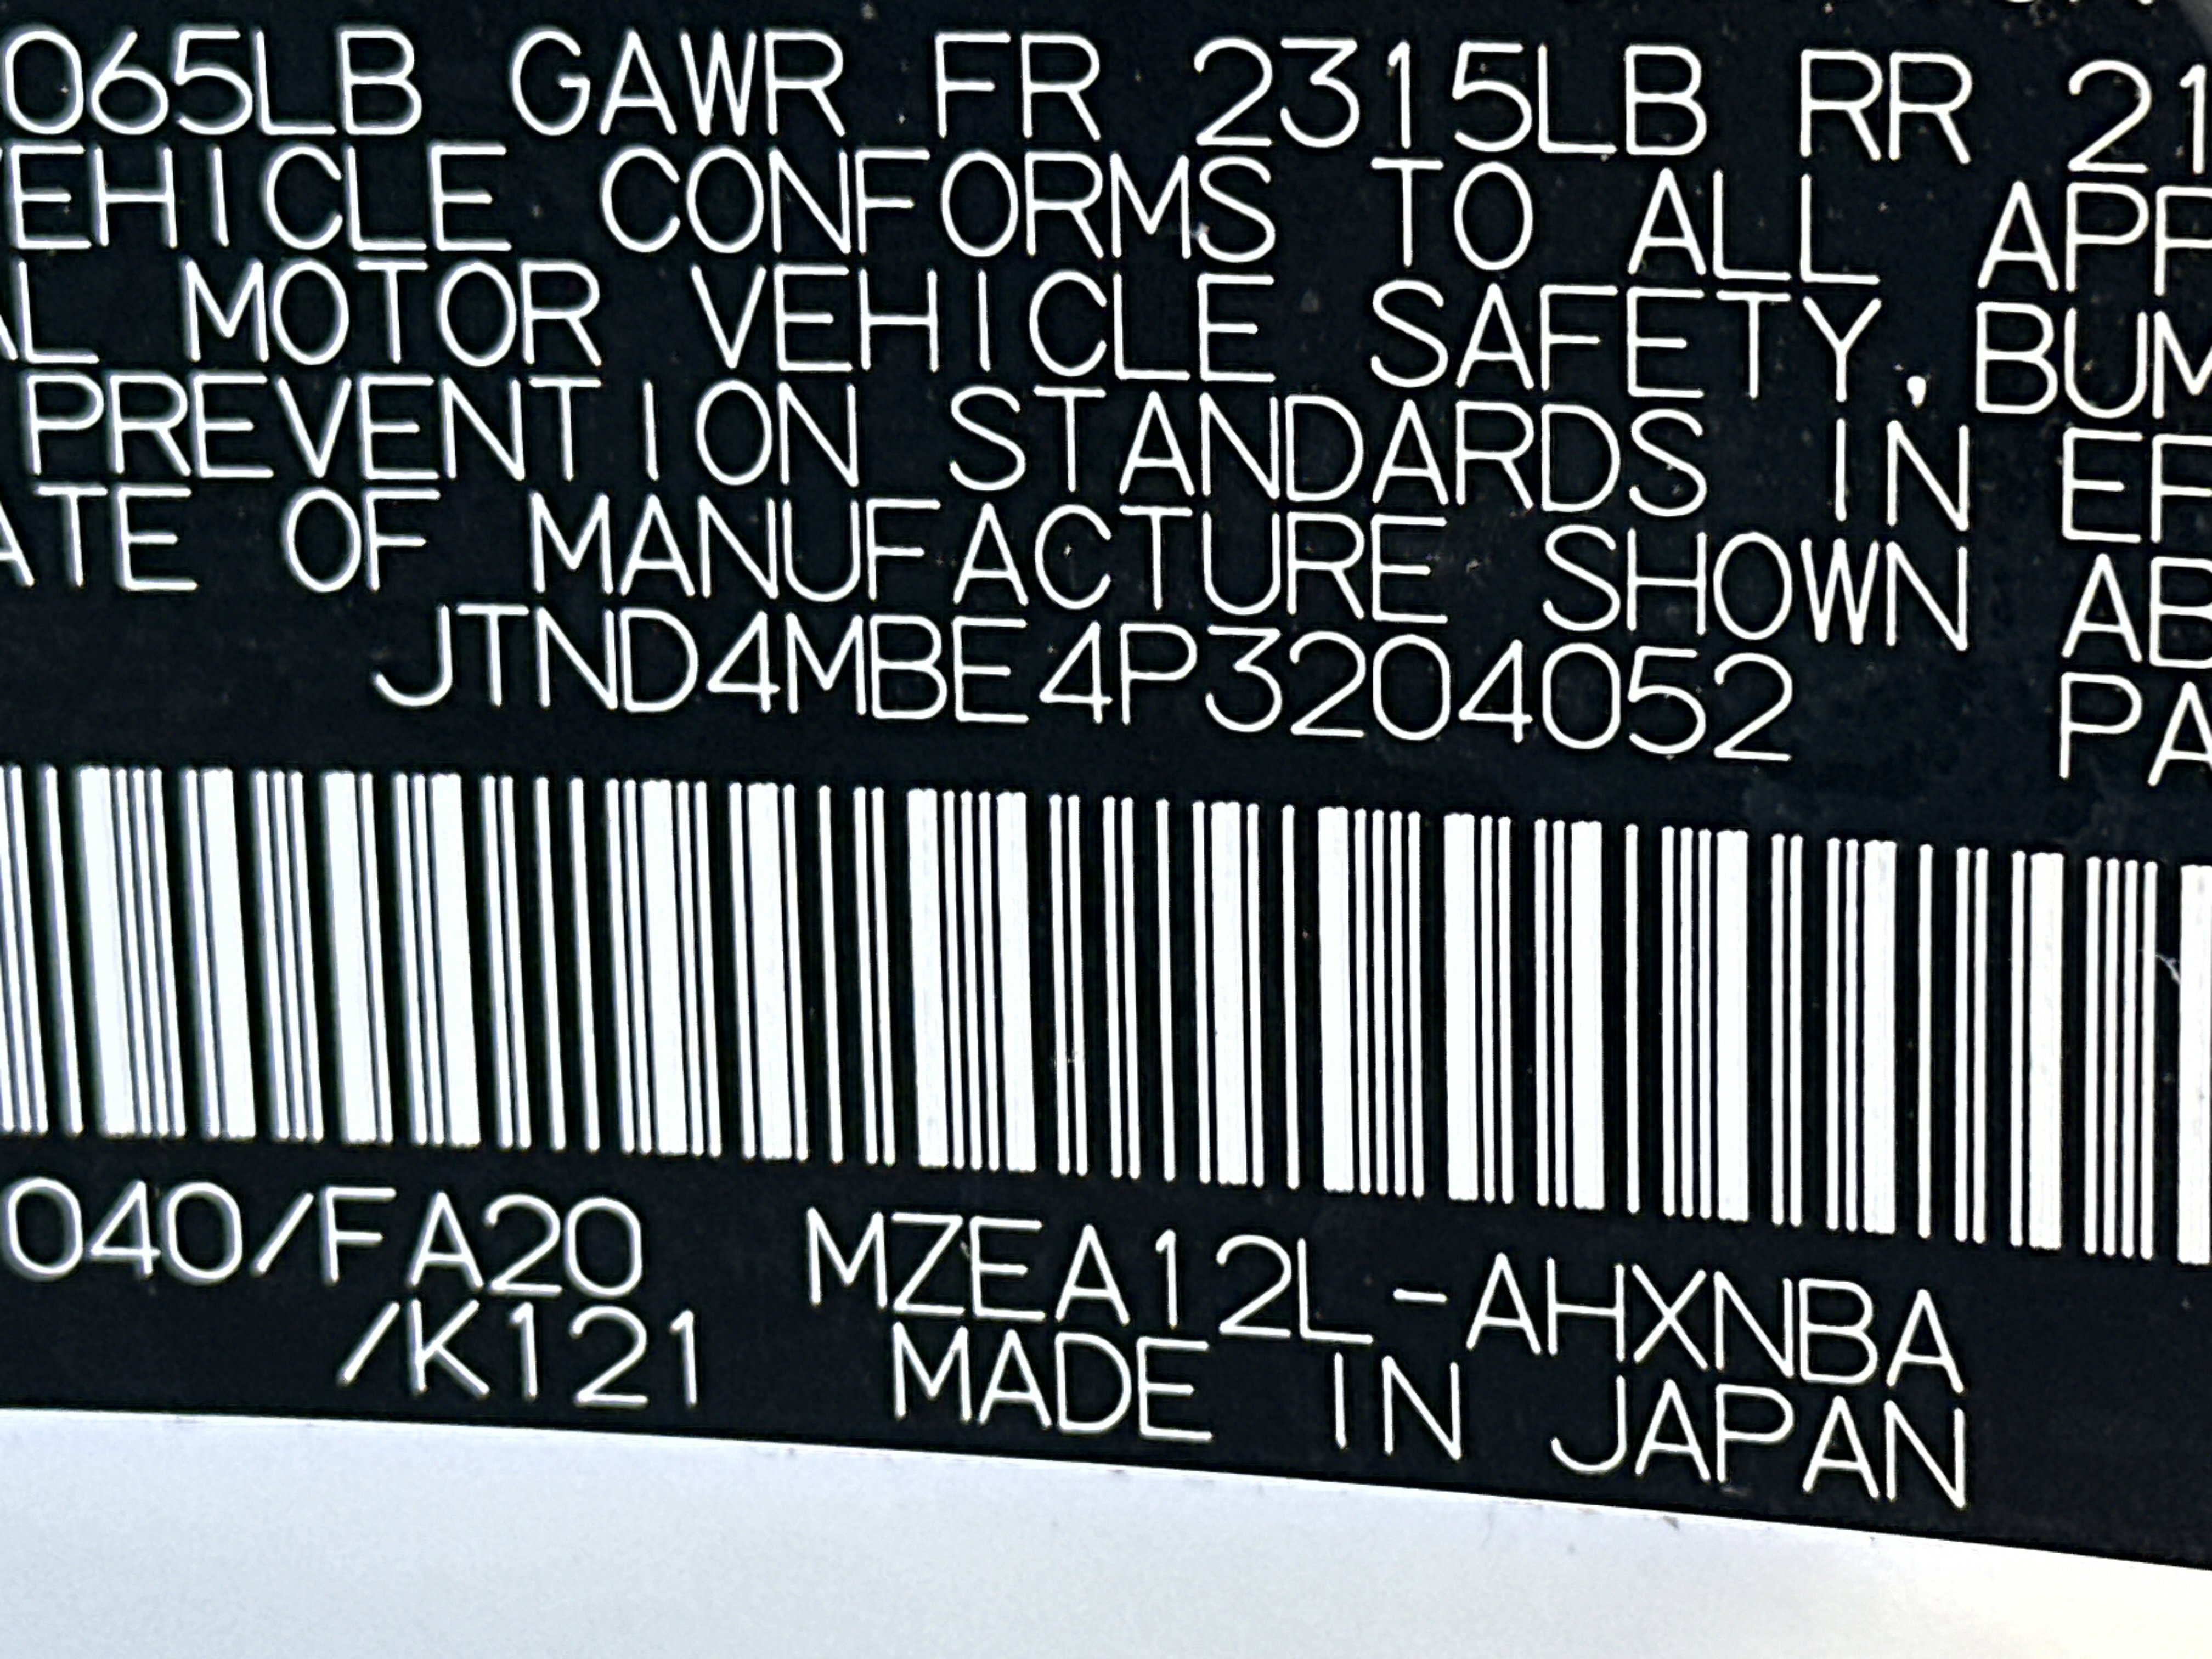 065LB GAWR FR 2315LB RR 21
VEHICLE CONFORMS TO ALL APP
AL MOTOR VEHICLE SAFETY, BUM
PREVENTION STANDARDS IN EF
ATE OF MANUFACTURE SHOWN AB
JTND4MBE4P3204052 PA
040/FA20 MZEA12L-AHXNBA
/K121 MADE IN JAPAN